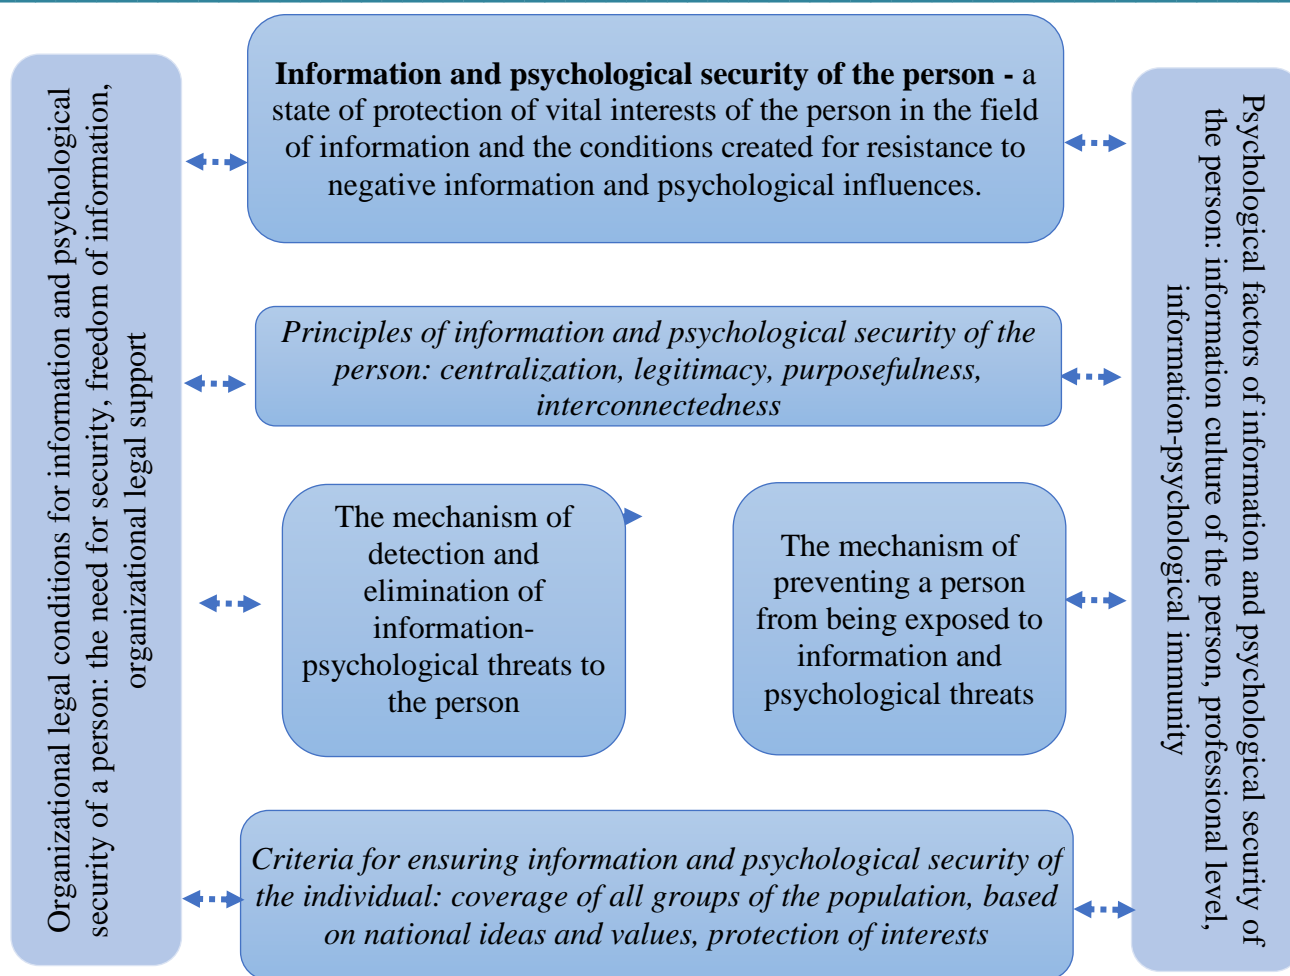 Organizational legal conditions for information and psychological
security of a person: the need for security, freedom of information,
organizational legal support
Information and psychological security of the person - a
state of protection of vital interests of the person in the field
of information and the conditions created for resistance to
negative information and psychological influences.
Principles of information and psychological security of the
person: centralization, legitimacy, purposefulness,
interconnectedness
The mechanism of
detection and
elimination of
information-
psychological threats to
the person
The mechanism of
preventing a person
from being exposed to
information and
psychological threats
Criteria for ensuring information and psychological security of
the individual: coverage of all groups of the population, based
on national ideas and values, protection of interests
Psychological factors of information and psychological security of
the person: information culture of the person, professional level,
information-psychological immunity